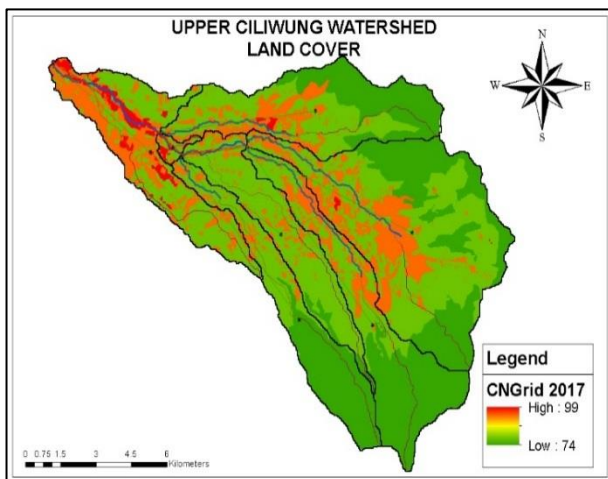 UPPER CILIWUNG WATERSHED
LAND COVER
N
W E
S
Legend
CNGrid 2017
High : 99
Low : 74
0 0.75 1.5 3 4.5 6
Kilometers